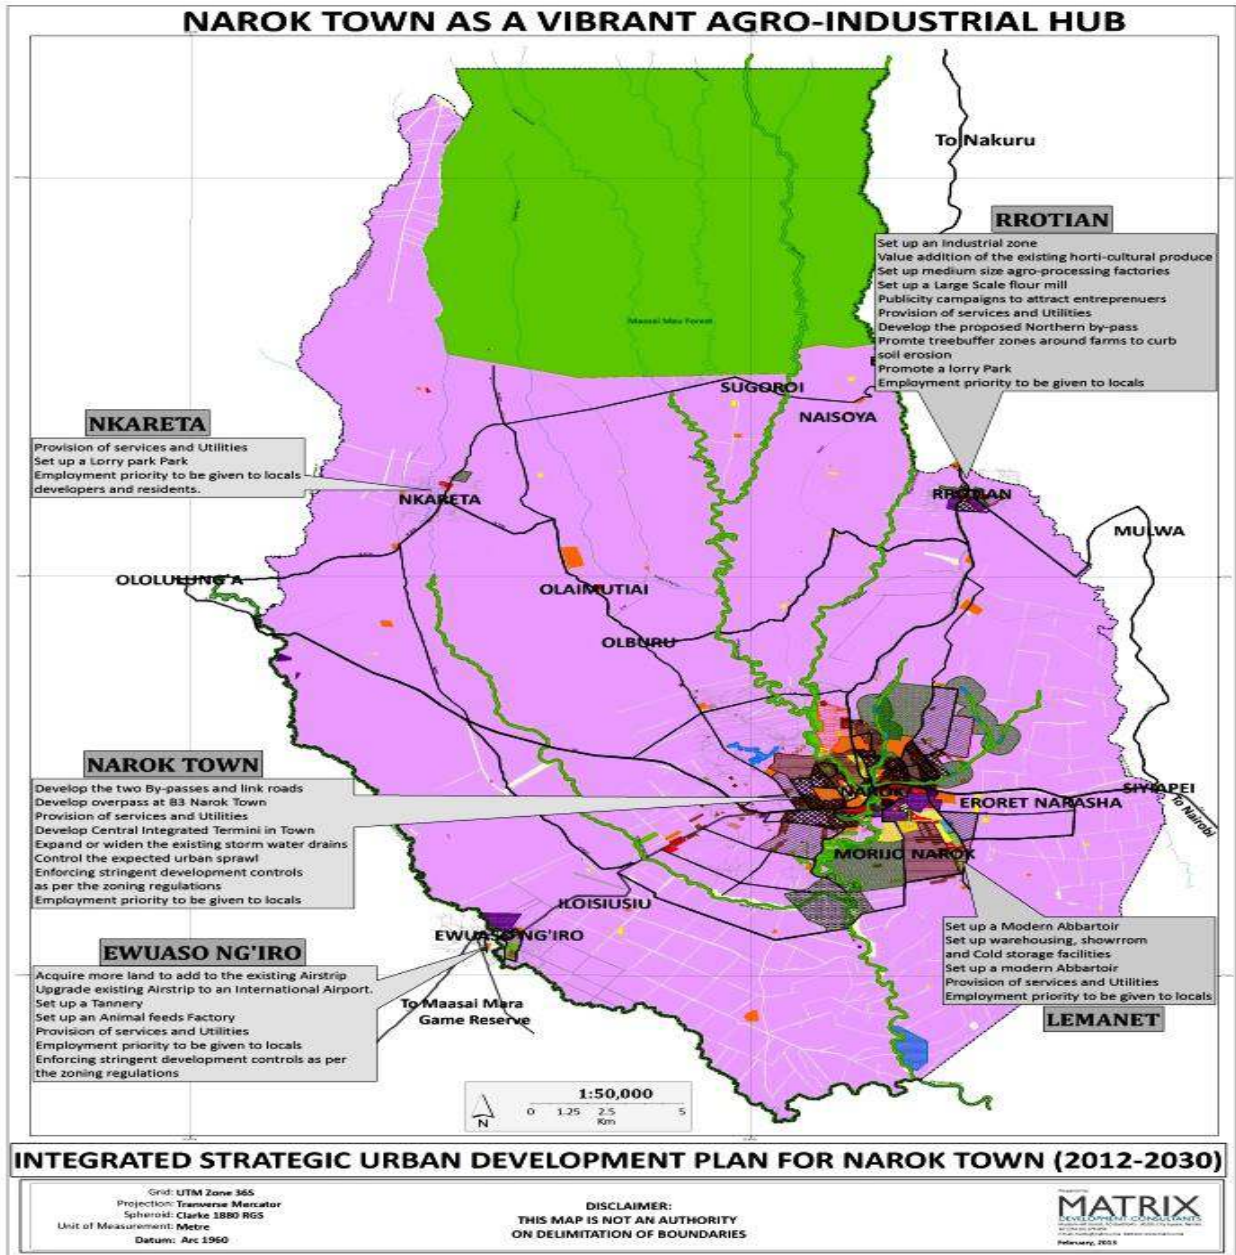 NAROK TOWN AS A VIBRANT AGRO-INDUSTRIAL HUB
To Nakuru
RROTIAN
Set up an Industrial zone
Value addition of the existing horti-cultural produce
Set up medium size agro-processing factories
Set up a Large Scale flour mill
Publicity campaigns to attract entreprenuers
Provision of services and Utilities
Develop the proposed Northern by-pass
Promte treebuffer zones around farms to curb
soil erosion
Promote a lorry Park
Employment priority to be given to locals
Maasai Mau Forest
SUGOROI
NAISOYA
NKARETA
Provision of services and Utilities
Set up a Lorry park Park
Employment priority to be given to locals
developers and residents.
NKARETA
RROTIAN
MULWA
OLOLULUNG'A
OLAIMUTIAI
OLBURU
NAROK TOWN
Develop the two By-passes and link roads
Develop overpass at B3 Narok Town
Provision of services and Utilities
Develop Central Integrated Termini in Town
Expand or widen the existing storm water drains
Control the expected urban sprawl
Enforcing stringent development controls
as per the zoning regulations
Employment priority to be given to locals
NAROK
SIYIAPEI
ERORET NARASHA
To Nairobi
MORIJO NAROK
ILOISIUSIU
EWUASO NG'IRO
EWUASO NG'IRO
Acquire more land to add to the existing Airstrip
Upgrade existing Airstrip to an International Airport.
Set up a Tannery
Set up an Animal feeds Factory
Provision of services and Utilities
Employment priority to be given to locals
Enforcing stringent development controls as per
the zoning regulations
To Maasai Mara
Game Reserve
Set up a Modern Abbartoir
Set up warehousing, showrrom
and Cold storage facilities
Set up a modern Abbartoir
Provision of services and Utilities
Employment priority to be given to locals
LEMANET
1:50,000
0 1.25 2.5 5
Km
N
INTEGRATED STRATEGIC URBAN DEVELOPMENT PLAN FOR NAROK TOWN (2012-2030)
Grid: UTM Zone 36S
Projection: Tranverse Mercator
Spheroid: Clarke 1880 RGS
Unit of Measurement: Metre
Datum: Arc 1960
DISCLAIMER:
THIS MAP IS NOT AN AUTHORITY
ON DELIMITATION OF BOUNDARIES
Prepared by
MATRIX
DEVELOPMENT CONSULTANTS
February, 2013